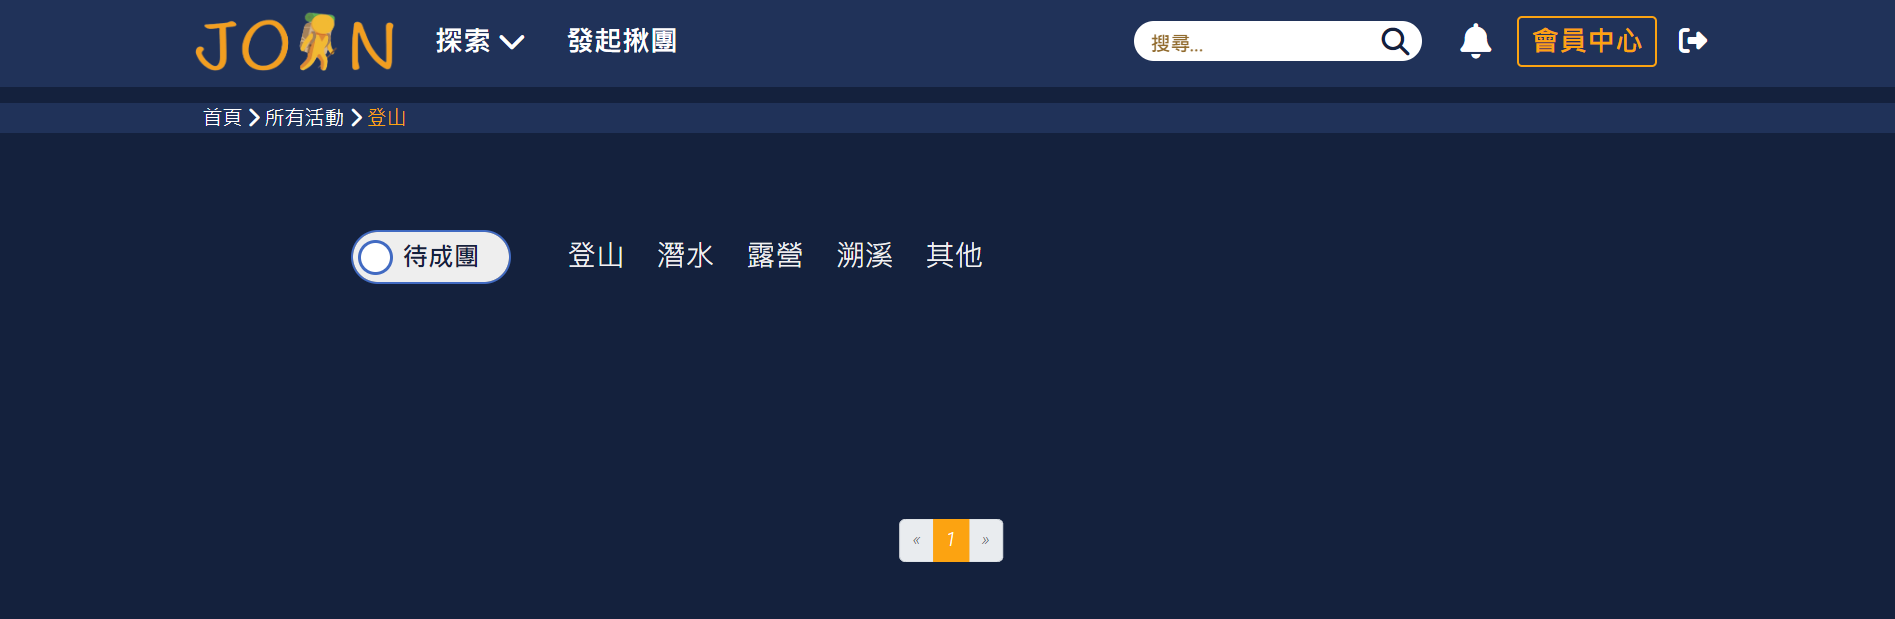 JOIN 探索 發起揪團 搜尋... 會員中心
首頁 所有活動 登山
待成團 登山 潛水 露營 溯溪 其他
« 1 »